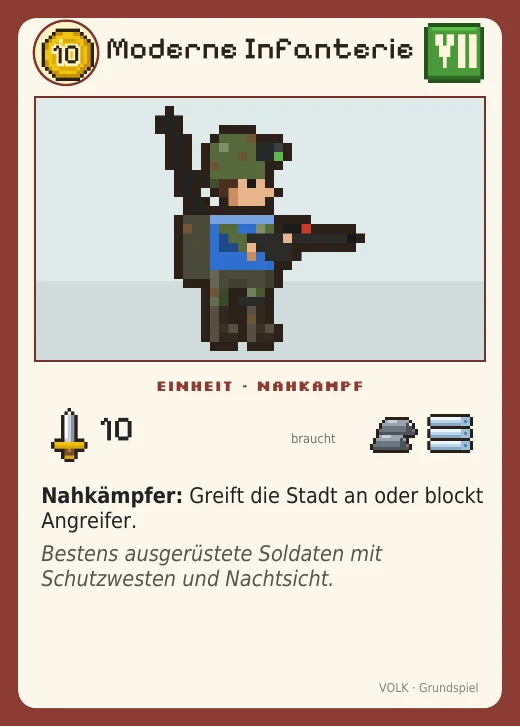 10 Moderne Infanterie VII
EINHEIT - NAHKAMPF
10 braucht
Nahkämpfer: Greift die Stadt an oder blockt
Angreifer.
Bestens ausgerüstete Soldaten mit
Schutzwesten und Nachtsicht.
VOLK · Grundspiel